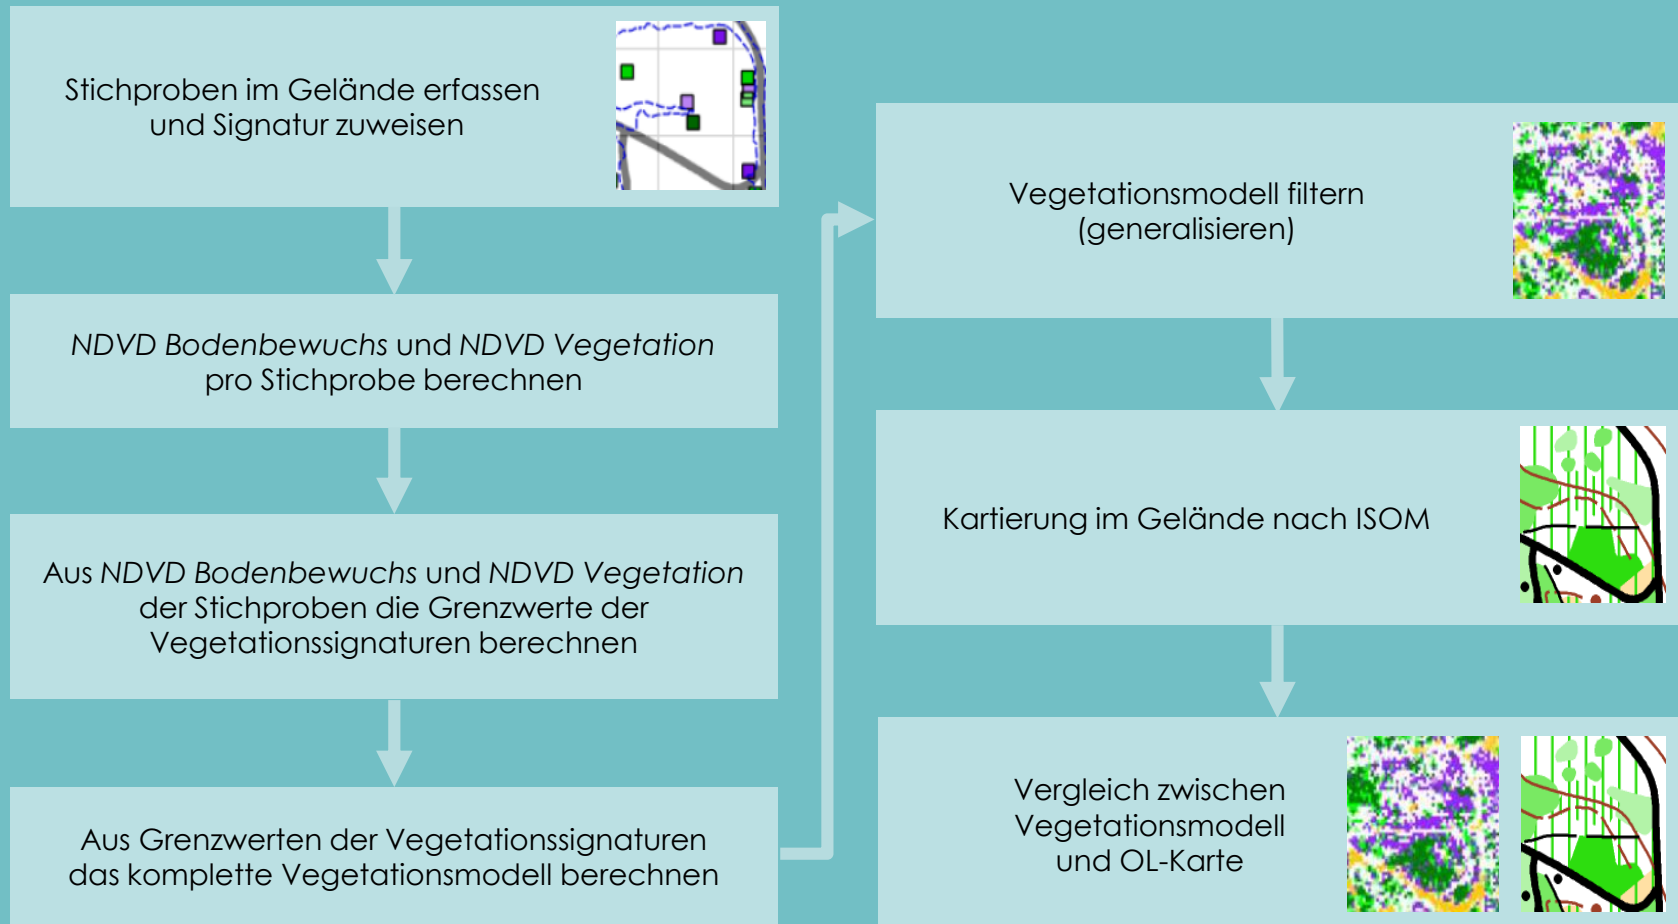 Stichproben im Gelände erfassen
und Signatur zuweisen
NDVD Bodenbewuchs und NDVD Vegetation
pro Stichprobe berechnen
Aus NDVD Bodenbewuchs und NDVD Vegetation
der Stichproben die Grenzwerte der
Vegetationssignaturen berechnen
Aus Grenzwerten der Vegetationssignaturen
das komplette Vegetationsmodell berechnen
Vegetationsmodell filtern
(generalisieren)
Kartierung im Gelände nach ISOM
Vergleich zwischen
Vegetationsmodell
und OL-Karte